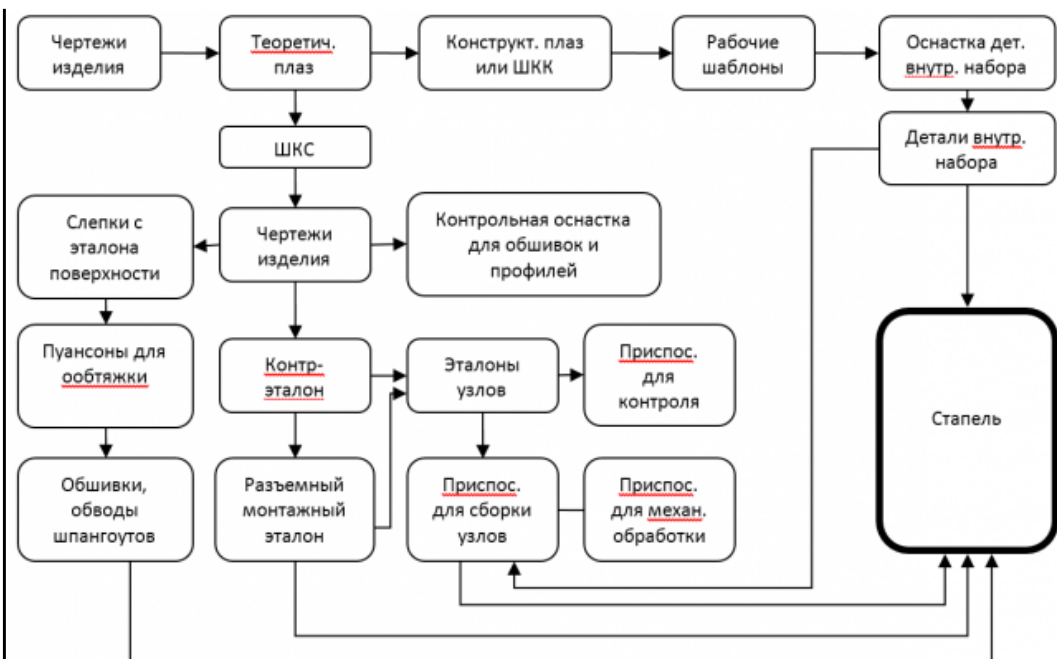 Чертежи
изделия
Теоретич.
плаз
Конструкт. плаз
или ШКК
Рабочие
шаблоны
Оснастка дет.
внутр. набора
ШКС
Детали внутр.
набора
Слепки с
эталона
поверхности
Чертежи
изделия
Контрольная оснастка
для обшивок и
профилей
Пуансоны для
ообтяжки
Контр-
эталон
Эталоны
узлов
Приспос.
для
контроля
Стапель
Обшивки,
обводы
шпангоутов
Разъемный
монтажный
эталон
Приспос.
для сборки
узлов
Приспос.
для механ.
обработки